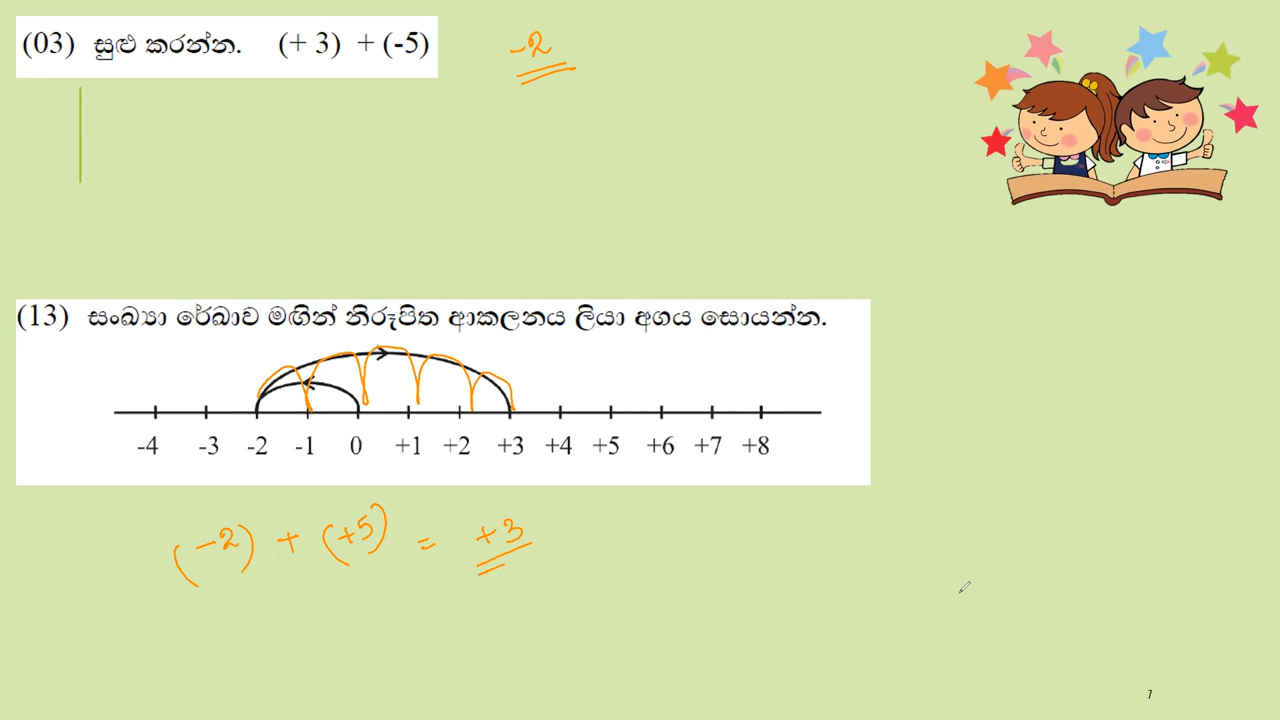 (03) සුළු කරන්න. (+ 3) + (-5) -2
(13) සංඛ්‍යා රේඛාව මඟින් නිරූපිත ආකලනය ලියා අගය සොයන්න.
-4 -3 -2 -1 0 +1 +2 +3 +4 +5 +6 +7 +8
(-2) + (+5) = +3
7